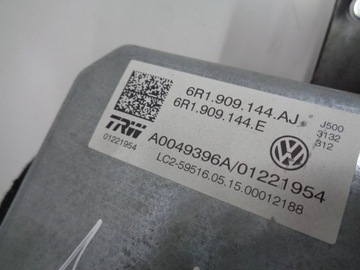 6R1.909.144.AJ
6R1.909.144.E
J500
3132
312
TRW
01221954
A0049396A/01221954
LC2-59516.05.15.00012188